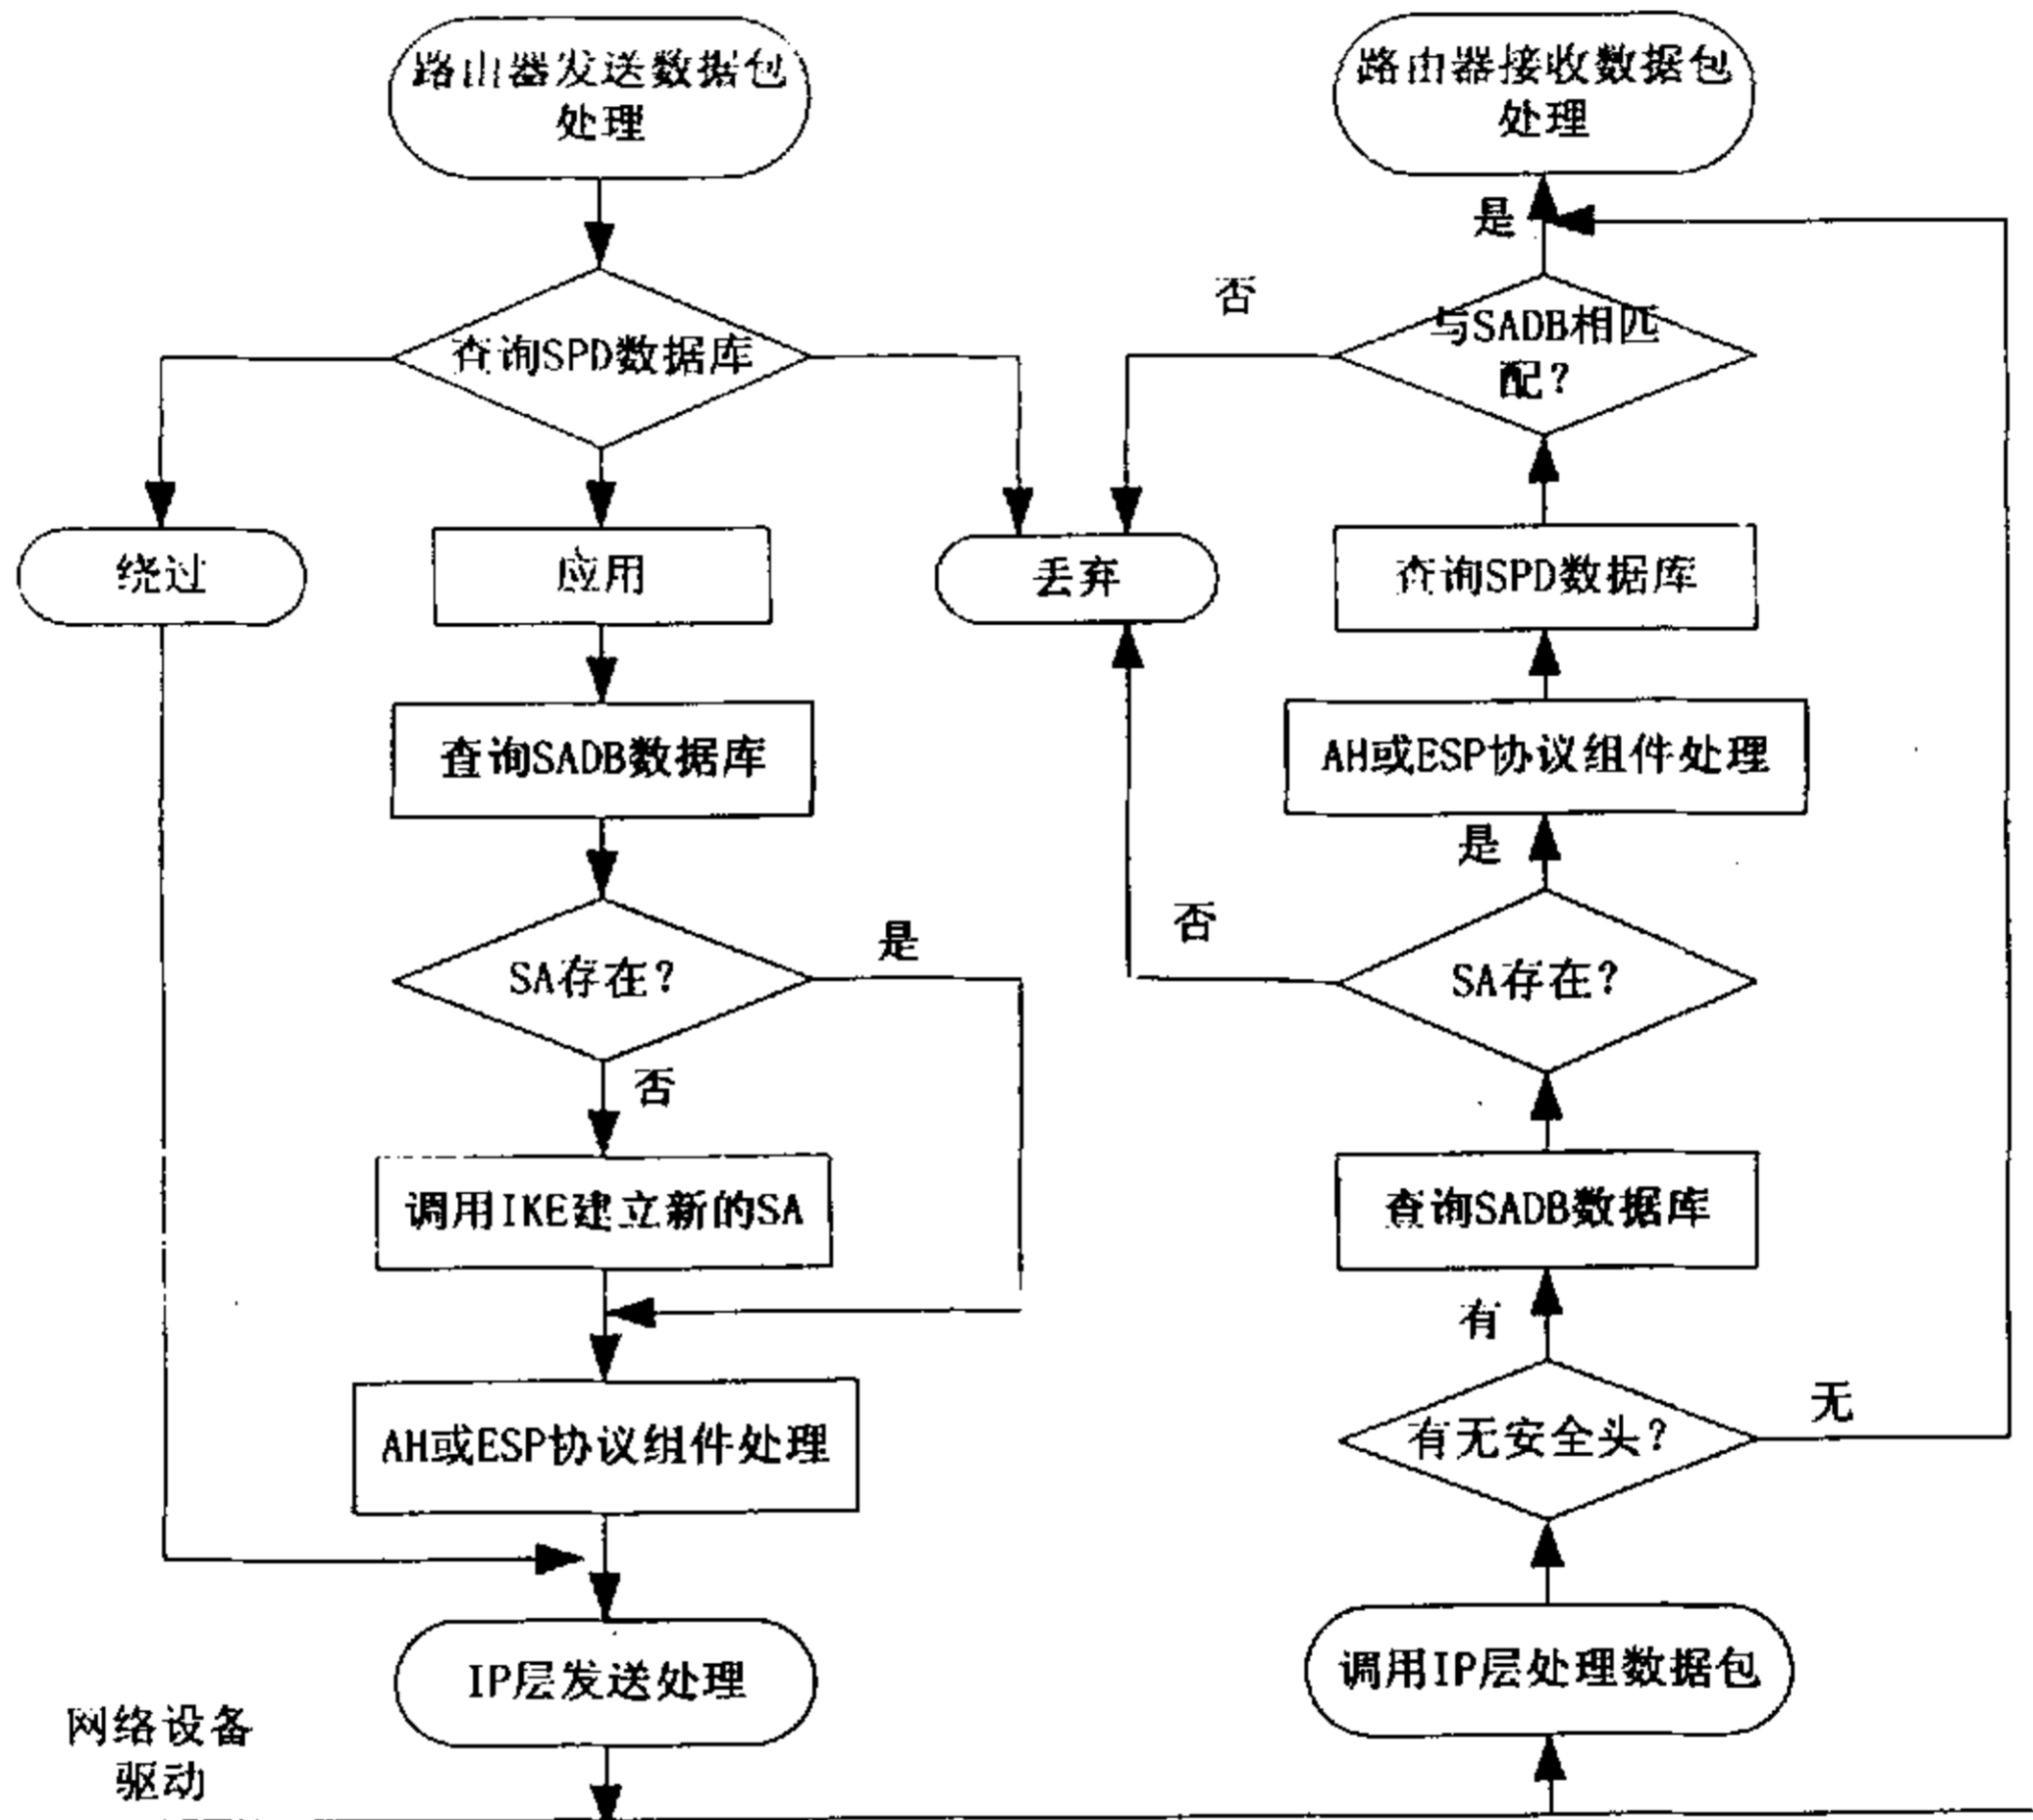 路由器发送数据包
处理
查询SPD数据库
绕过
应用
丢弃
查询SADB数据库
SA存在？
是
否
调用IKE建立新的SA
AH或ESP协议组件处理
IP层发送处理
网络设备
驱动
路由器接收数据包
处理
是
否
与SADB相匹
配？
查询SPD数据库
AH或ESP协议组件处理
是
否
SA存在？
查询SADB数据库
有
有无安全头？
无
调用IP层处理数据包